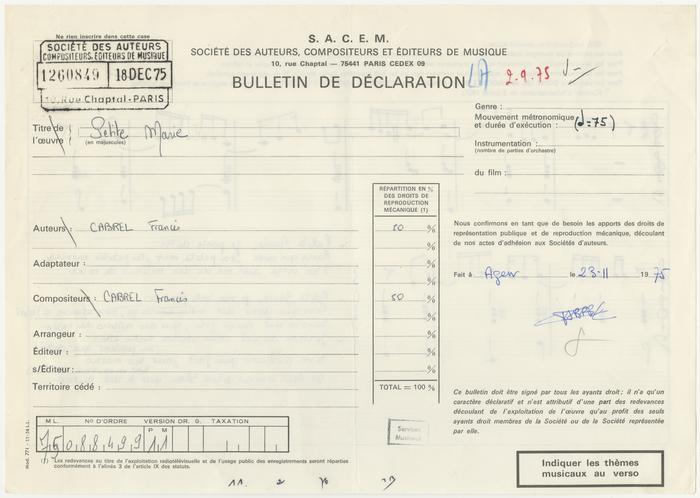 Ne rien inscrire dans cette case
SOCIÉTÉ DES AUTEURS
COMPOSITEURS, ÉDITEURS DE MUSIQUE
1260849 18DEC75
10, Rue Chaptal - PARIS
S. A. C. E. M.
SOCIÉTÉ DES AUTEURS, COMPOSITEURS ET ÉDITEURS DE MUSIQUE
10, rue Chaptal — 75441 PARIS CEDEX 09
BULLETIN DE DÉCLARATION LA 2.9.75
Genre :
Mouvement métronomique et durée d'exécution : (♩=75)
Instrumentation :
(nombre de parties d'orchestre)
du film :
Titre de l'œuvre : Petite Marie
(en majuscules)
RÉPARTITION EN %
DES DROITS DE
REPRODUCTION
MÉCANIQUE (1)
Auteurs : CABREL Francis 50 %
Adaptateur : %
Compositeurs : CABREL Francis 50 %
Arrangeur : %
Éditeur : %
s/Éditeur : %
Territoire cédé :
TOTAL = 100 %
Nous confirmons en tant que de besoin les apports des droits de
représentation publique et de reproduction mécanique, découlant
de nos actes d'adhésion aux Sociétés d'auteurs.
Fait à Agen le 23-11 1975
Ce bulletin doit être signé par tous les ayants droit ; il n'a qu'un
caractère déclaratif et n'est attributif d'une part des redevances
découlant de l'exploitation de l'œuvre qu'au profit des seuls
ayants droit membres de la Société ou de la Société représentée
par elle.
M L. N° D'ORDRE VERSION DR. G. TAXATION
P M
75 088499 11
Mod. 771 - 11-74 L.L.
Les redevances au titre de l'exploitation radiotélévisuelle et de l'usage public des enregistrements seront réparties
conformément à l'alinéa 3 de l'article IX des statuts.
Services
Musicaux
Indiquer les thèmes
musicaux au verso